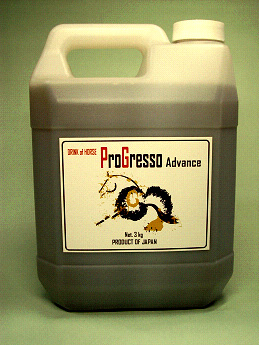 DRINK of HORSE ProGresso Advance
Net. 3 kg
PRODUCT OF JAPAN